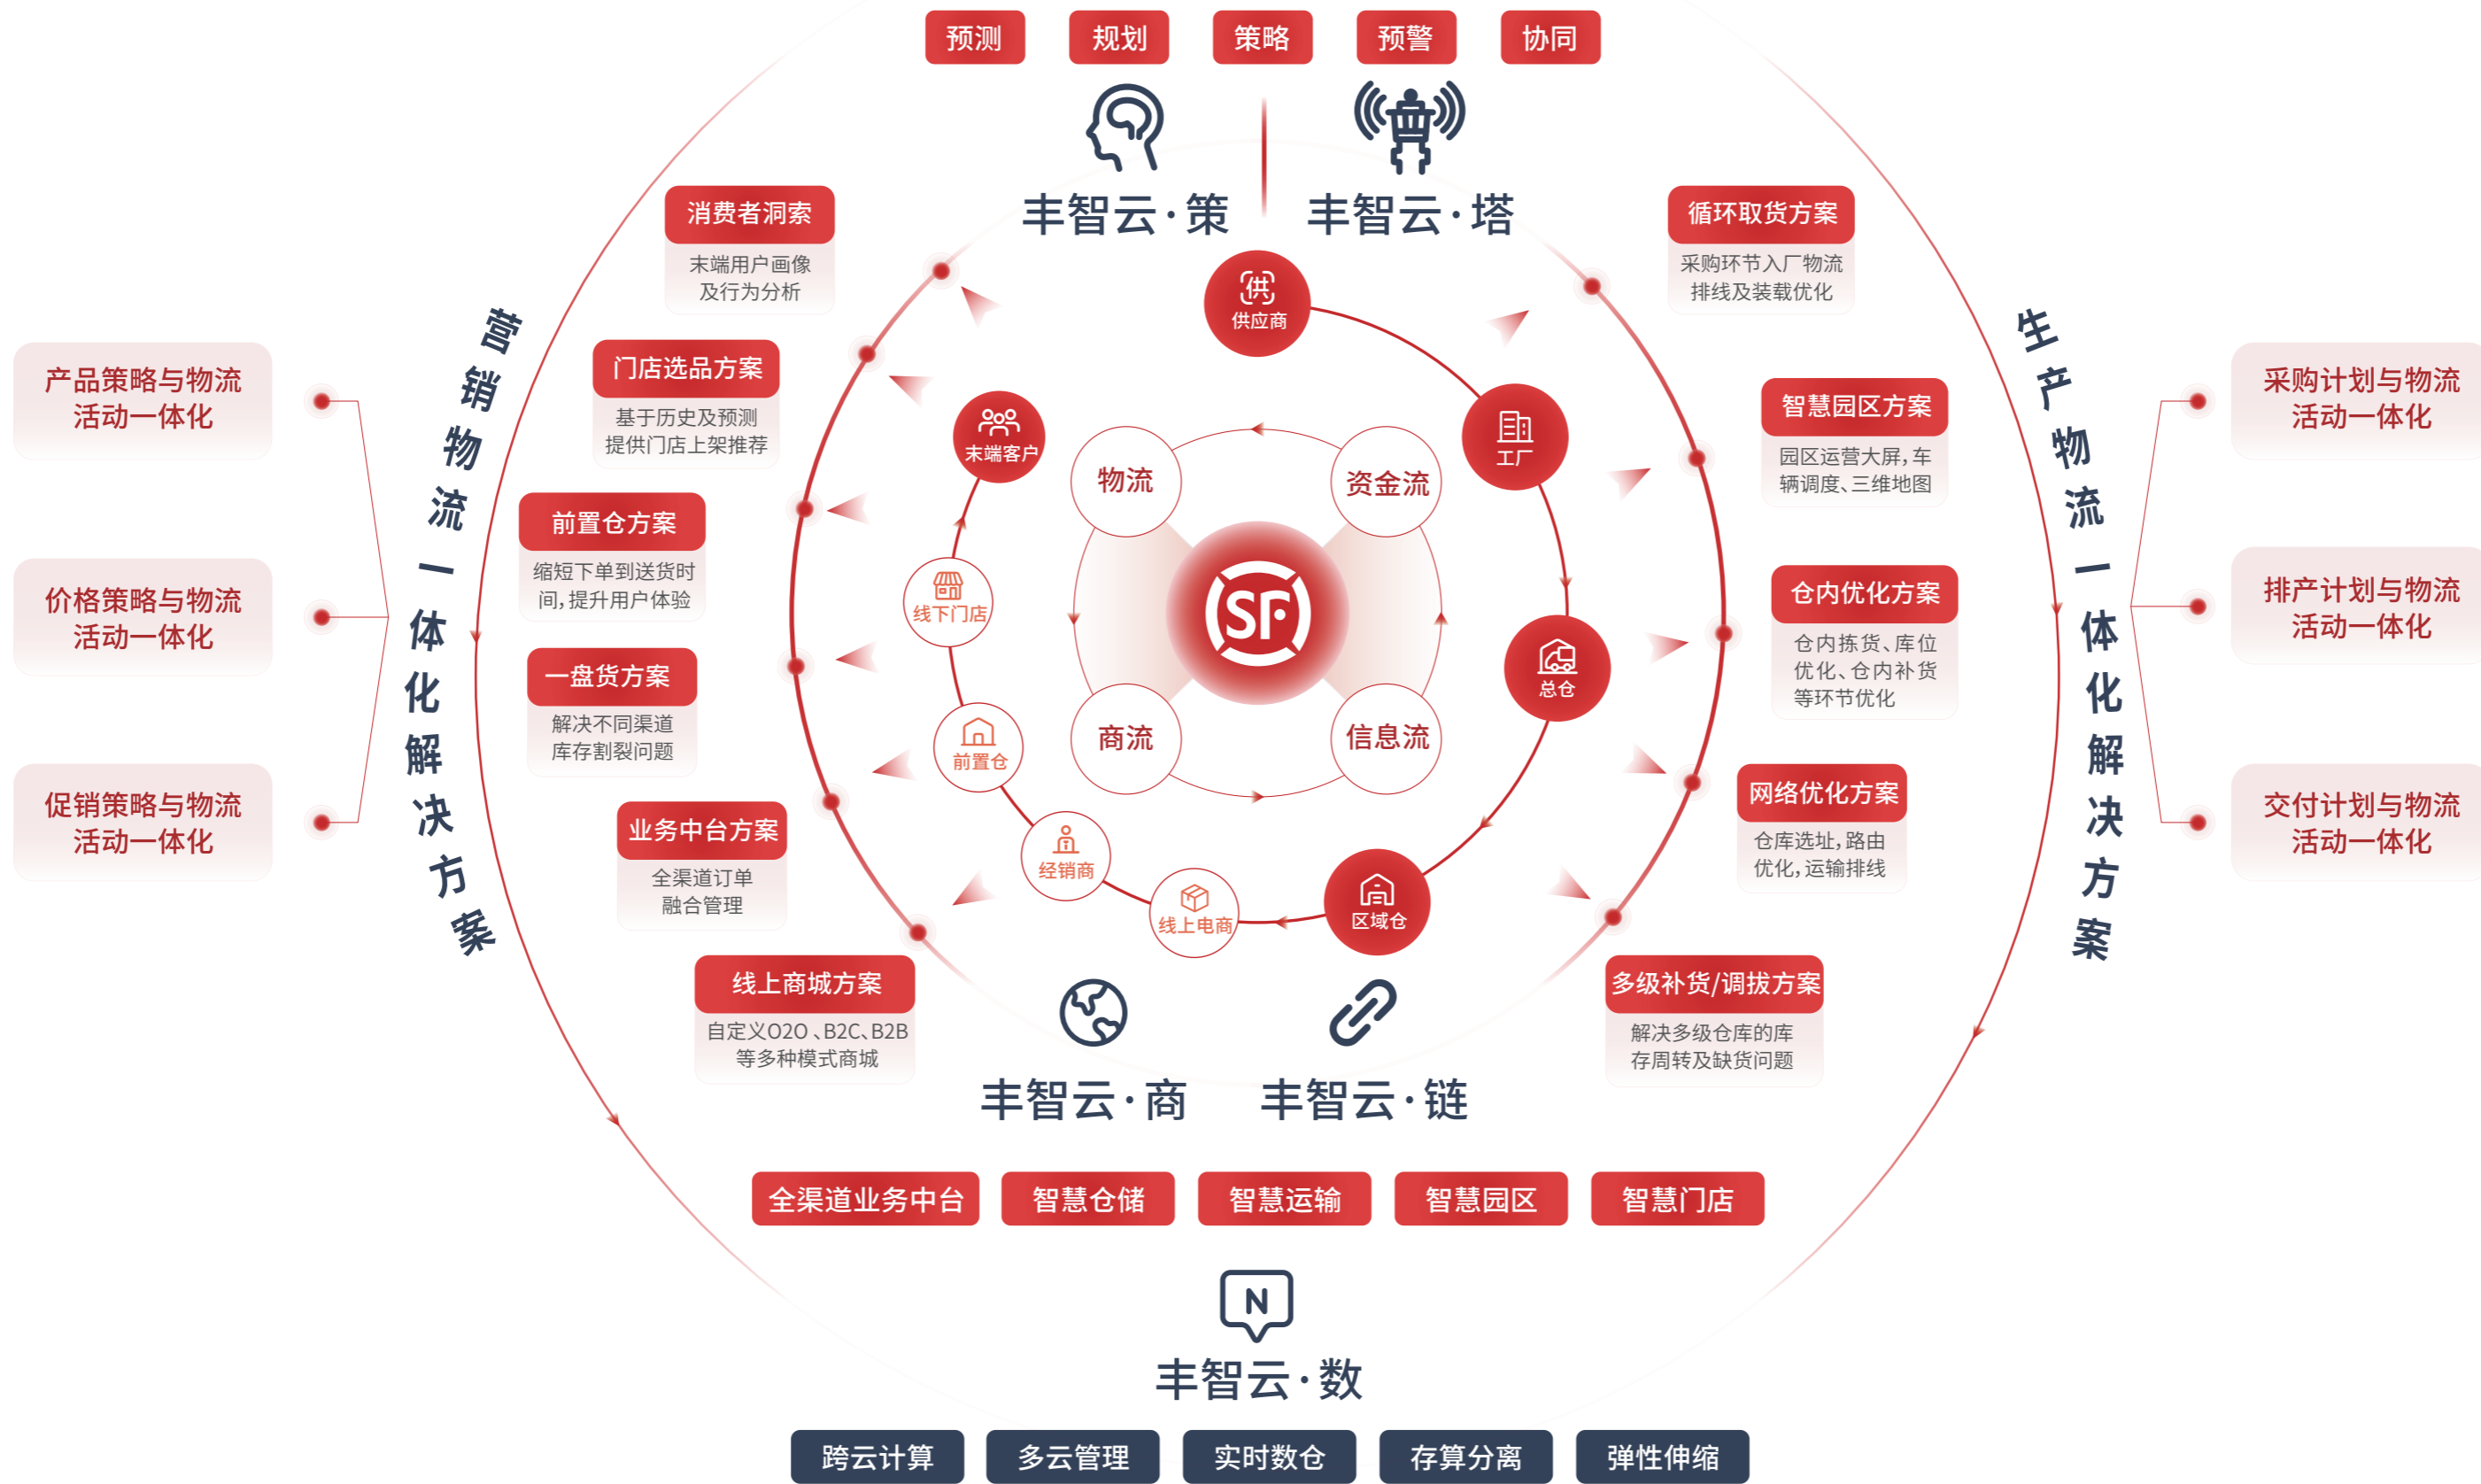 预测
规划
策略
预警
协同
丰智云·策
丰智云·塔
消费者洞索
末端用户画像
及行为分析
门店选品方案
基于历史及预测
提供门店上架推荐
前置仓方案
缩短下单到送货时
间，提升用户体验
一盘货方案
解决不同渠道
库存割裂问题
业务中台方案
全渠道订单
融合管理
线上商城方案
自定义O2O 、B2C、B2B
等多种模式商城
循环取货方案
采购环节入厂物流
排线及装载优化
智慧园区方案
园区运营大屏，车
辆调度、三维地图
仓内优化方案
仓内拣货、库位
优化、仓内补货
等环节优化
网络优化方案
仓库选址，路由
优化，运输排线
多级补货/调拔方案
解决多级仓库的库
存周转及缺货问题
营销物流一体化解决方案
产品策略与物流
活动一体化
价格策略与物流
活动一体化
促销策略与物流
活动一体化
生产物流一体化解决方案
采购计划与物流
活动一体化
排产计划与物流
活动一体化
交付计划与物流
活动一体化
供
供应商
工厂
总仓
区域仓
线上电商
经销商
前置仓
线下门店
末端客户
物流
资金流
SF
商流
信息流
丰智云·商
丰智云·链
全渠道业务中台
智慧仓储
智慧运输
智慧园区
智慧门店
N
丰智云·数
跨云计算
多云管理
实时数仓
存算分离
弹性伸缩